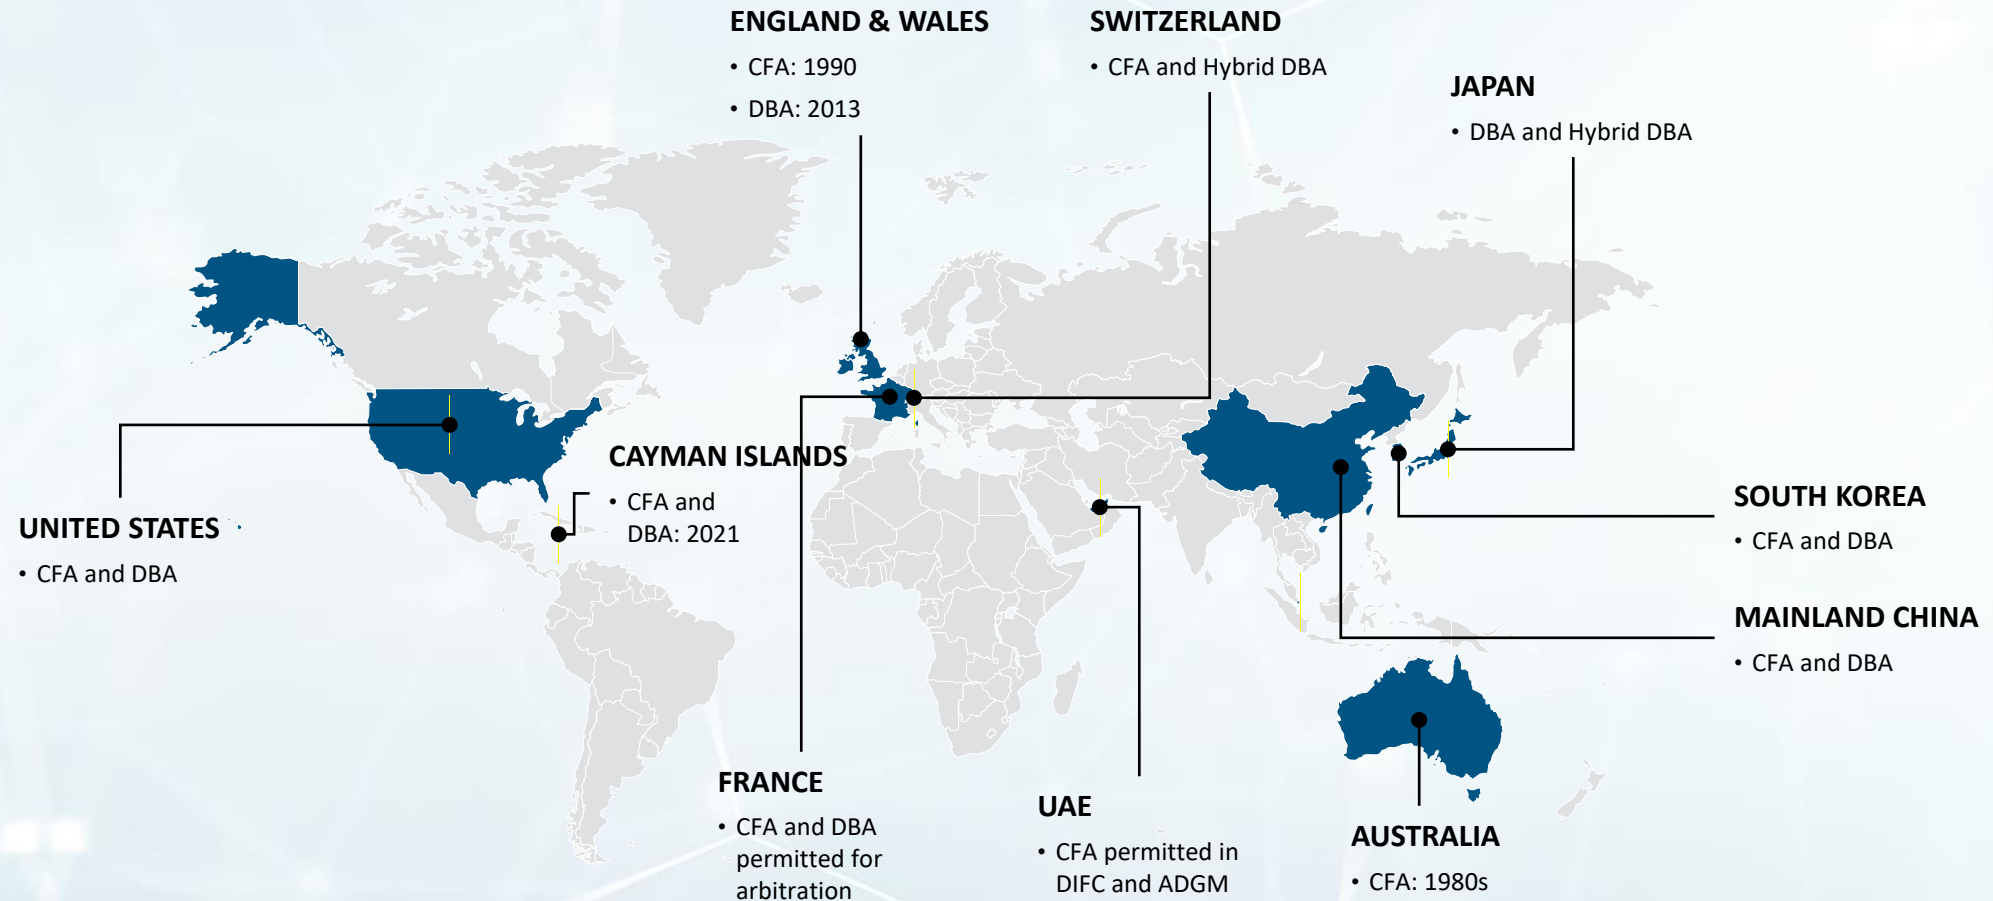 ENGLAND & WALES
• CFA: 1990
• DBA: 2013
SWITZERLAND
• CFA and Hybrid DBA
JAPAN
• DBA and Hybrid DBA
CAYMAN ISLANDS
• CFA and
DBA: 2021
UNITED STATES
• CFA and DBA
SOUTH KOREA
• CFA and DBA
MAINLAND CHINA
• CFA and DBA
FRANCE
• CFA and DBA
permitted for
arbitration
UAE
• CFA permitted in
DIFC and ADGM
AUSTRALIA
• CFA: 1980s